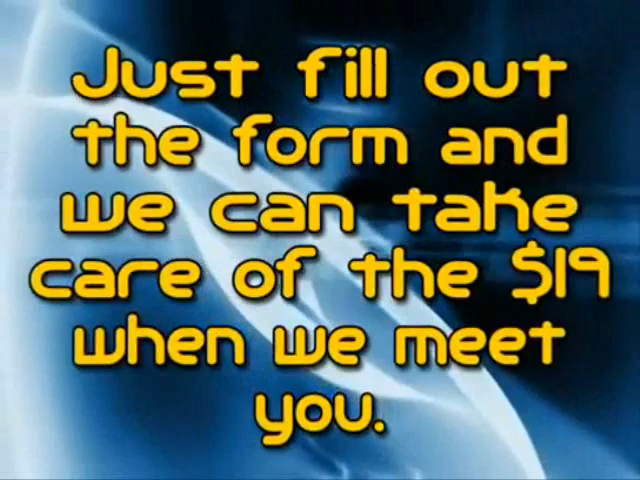 Just fill out
the form and
we can take
care of the $19
when we meet
you.